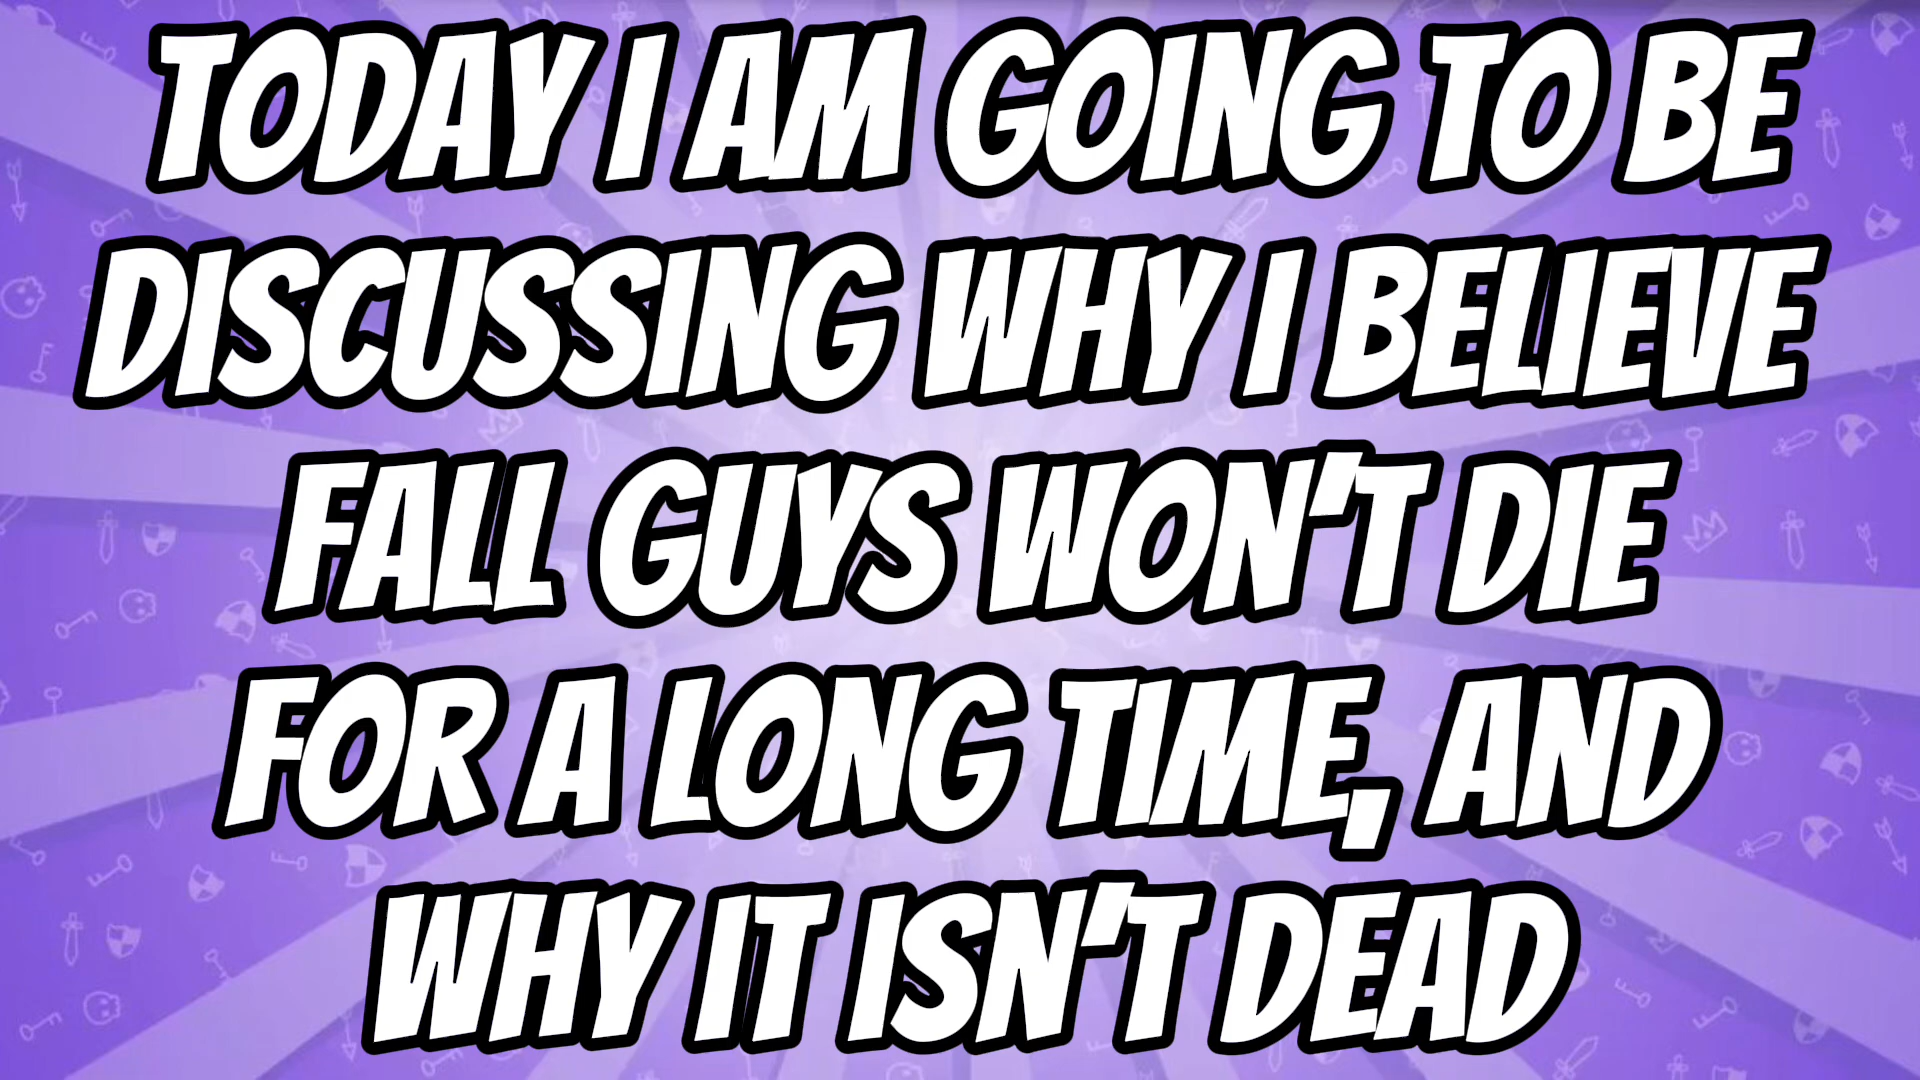 TODAY I AM GOING TO BE
DISCUSSING WHY I BELIEVE
FALL GUYS WON'T DIE
FOR A LONG TIME, AND
WHY IT ISN'T DEAD